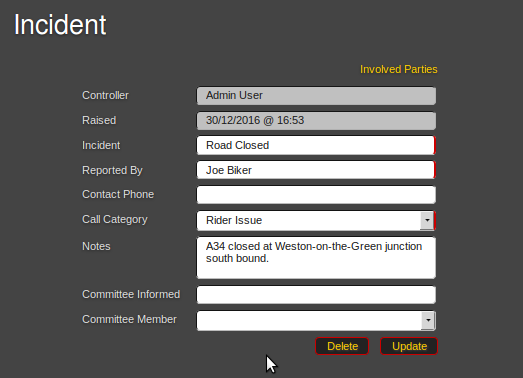 Incident
Involved Parties
Controller Admin User
Raised 30/12/2016 @ 16:53
Incident Road Closed
Reported By Joe Biker
Contact Phone
Call Category Rider Issue
Notes A34 closed at Weston-on-the-Green junction
south bound.
Committee Informed
Committee Member
Delete Update